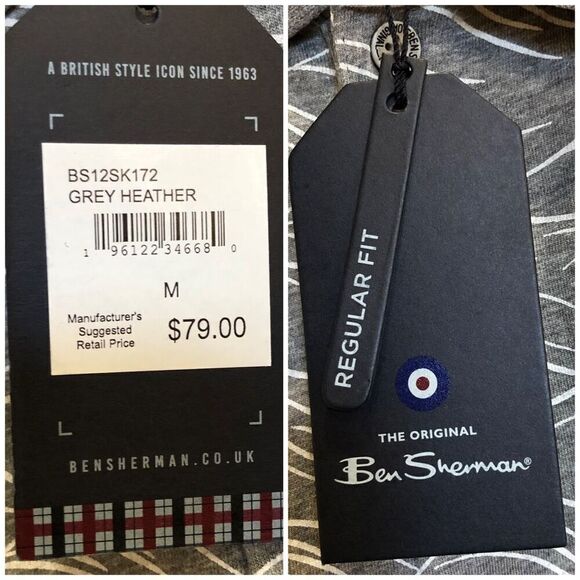 A BRITISH STYLE ICON SINCE 1963
BS12SK172
GREY HEATHER
1 96122 34668 0
M
Manufacturer's
Suggested
Retail Price
$79.00
BENSHERMAN.CO.UK
REGULAR FIT
THE ORIGINAL
Ben Sherman®